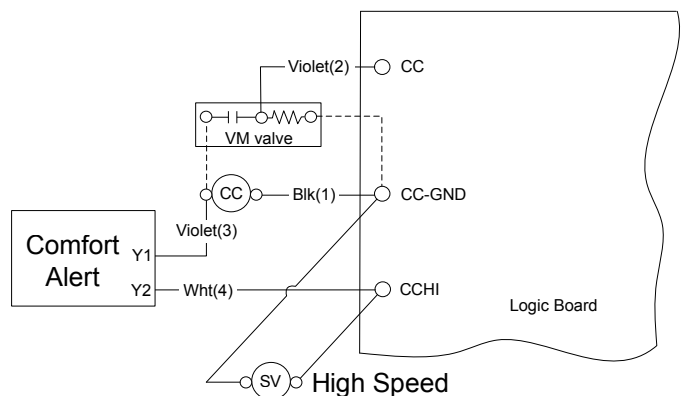 Violet(2)
CC
VM valve
CC
Blk(1)
CC-GND
Violet(3)
Comfort
Alert
Y1
Y2
Wht(4)
CCHI
Logic Board
SV
High Speed